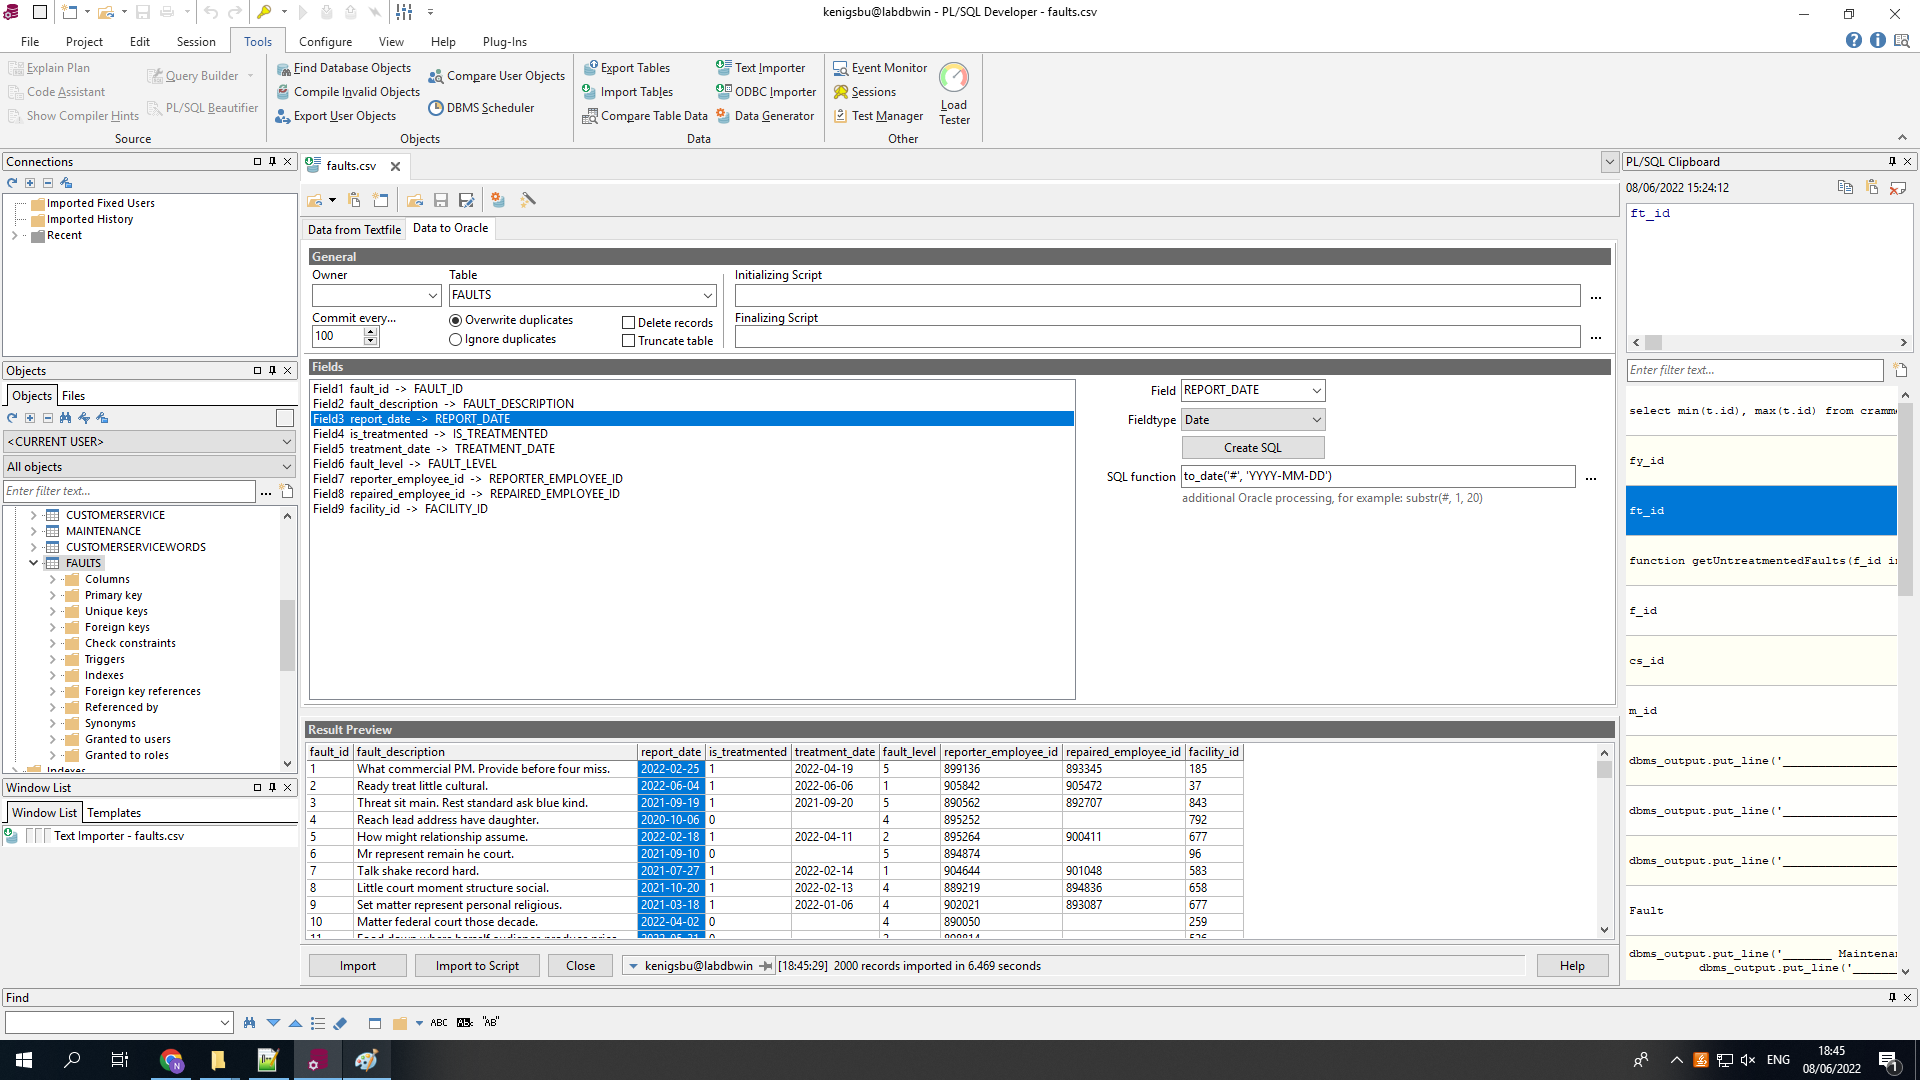 kenigsbu@labdbwin - PL/SQL Developer - faults.csv
File Project Edit Session Tools Configure View Help Plug-Ins
Explain Plan
Code Assistant
Show Compiler Hints
Query Builder
PL/SQL Beautifier
Source
Find Database Objects
Compile Invalid Objects
Export User Objects
Compare User Objects
DBMS Scheduler
Objects
Export Tables
Import Tables
Compare Table Data
Text Importer
ODBC Importer
Data Generator
Data
Event Monitor
Sessions
Test Manager
Load
Tester
Other
Connections
Imported Fixed Users
Imported History
Recent
Objects
Objects Files
<CURRENT USER>
All objects
Enter filter text...
CUSTOMERSERVICE
MAINTENANCE
CUSTOMERSERVICEWORDS
FAULTS
Columns
Primary key
Unique keys
Foreign keys
Check constraints
Triggers
Indexes
Foreign key references
Referenced by
Synonyms
Granted to users
Granted to roles
Indexes
Window List
Window List Templates
Text Importer - faults.csv
faults.csv
Data from Textfile Data to Oracle
General
Owner Table Initializing Script
FAULTS
Commit every...
100
Overwrite duplicates
Ignore duplicates
Delete records
Truncate table
Finalizing Script
Fields
Field1 fault_id -> FAULT_ID
Field2 fault_description -> FAULT_DESCRIPTION
Field3 report_date -> REPORT_DATE
Field4 is_treatmented -> IS_TREATMENTED
Field5 treatment_date -> TREATMENT_DATE
Field6 fault_level -> FAULT_LEVEL
Field7 reporter_employee_id -> REPORTER_EMPLOYEE_ID
Field8 repaired_employee_id -> REPAIRED_EMPLOYEE_ID
Field9 facility_id -> FACILITY_ID
Field REPORT_DATE
Fieldtype Date
Create SQL
SQL function to_date('#', 'YYYY-MM-DD')
additional Oracle processing, for example: substr(#, 1, 20)
Result Preview
fault_id fault_description report_date is_treatmented treatment_date fault_level reporter_employee_id repaired_employee_id facility_id
1 What commercial PM. Provide before four miss. 2022-02-25 1 2022-04-19 5 899136 893345 185
2 Ready treat little cultural. 2022-06-04 1 2022-06-06 1 905842 905472 37
3 Threat sit main. Rest standard ask blue kind. 2021-09-19 1 2021-09-20 5 890562 892707 843
4 Reach lead address have daughter. 2020-10-06 0 4 895252 792
5 How might relationship assume. 2022-02-18 1 2022-04-11 2 895264 900411 677
6 Mr represent remain he court. 2021-09-10 0 5 894874 96
7 Talk shake record hard. 2021-07-27 1 2022-02-14 1 904644 901048 583
8 Little court moment structure social. 2021-10-20 1 2022-02-13 4 889219 894836 658
9 Set matter represent personal religious. 2021-03-18 1 2022-01-06 4 902021 893087 677
10 Matter federal court those decade. 2022-04-02 0 4 890050 259
Import Import to Script Close kenigsbu@labdbwin [18:45:29] 2000 records imported in 6.469 seconds Help
PL/SQL Clipboard
08/06/2022 15:24:12
ft_id
Enter filter text...
select min(t.id), max(t.id) from cramm
fy_id
ft_id
function getUntreatmentedFaults(f_id i
f_id
cs_id
m_id
dbms_output.put_line('
dbms_output.put_line('
dbms_output.put_line('
Fault
dbms_output.put_line('_______ Maintena
dbms_output.put_line('
Find
ABC AB "AB"
ENG
18:45
08/06/2022
1